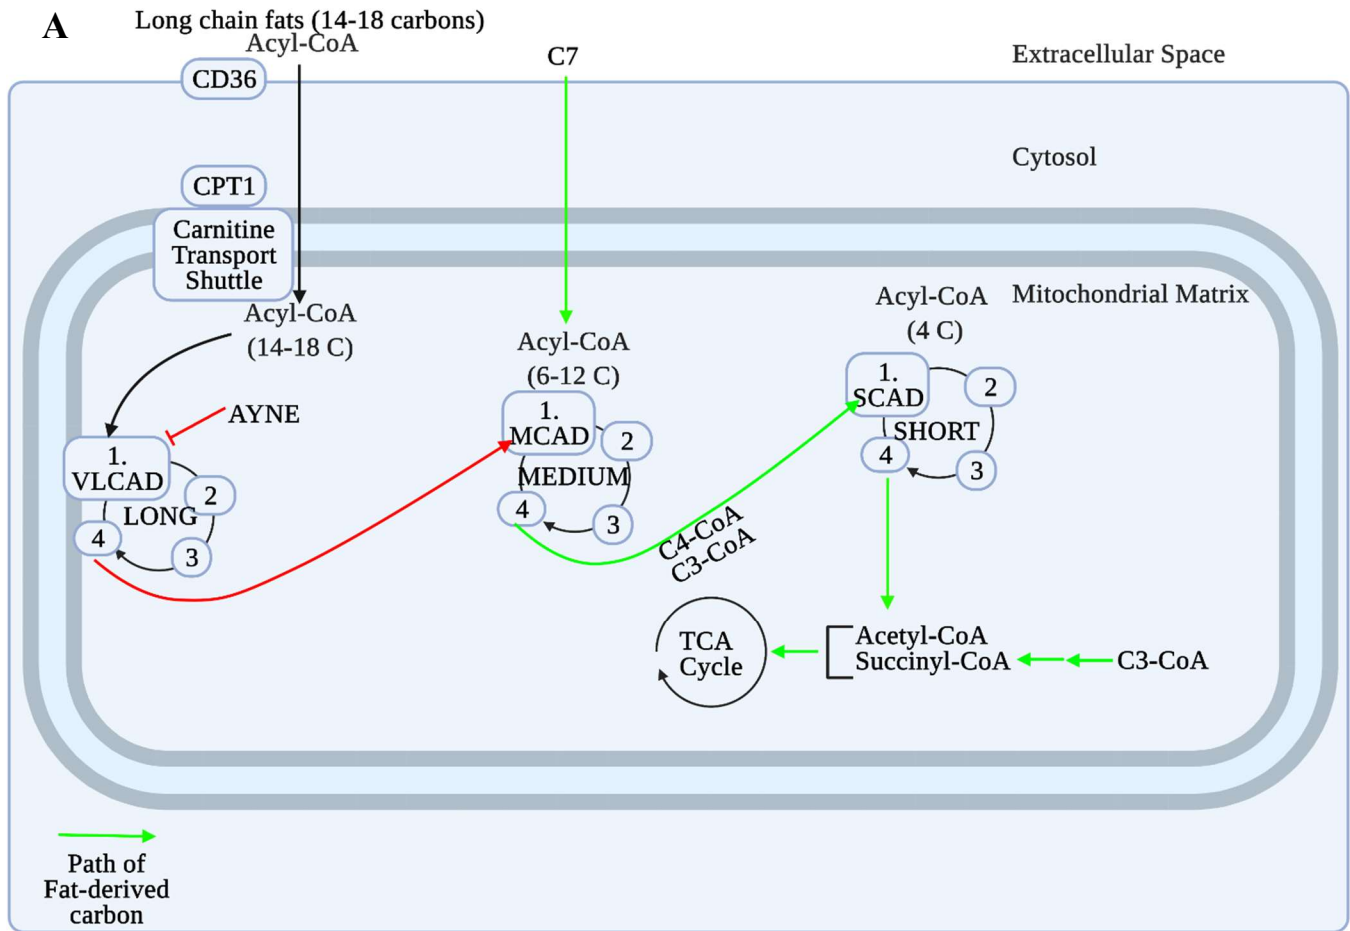 A
Long chain fats (14-18 carbons)
Acyl-CoA
CD36
C7
Extracellular Space
Cytosol
CPT1
Carnitine
Transport
Shuttle
Mitochondrial Matrix
Acyl-CoA
(14-18 C)
AYNE
1.
VLCAD
2
LONG
4
3
Acyl-CoA
(6-12 C)
1.
MCAD
2
MEDIUM
4
3
C4-CoA
C3-CoA
Acyl-CoA
(4 C)
1.
SCAD
2
SHORT
4
3
TCA
Cycle
Acetyl-CoA
Succinyl-CoA
C3-CoA
Path of
Fat-derived
carbon